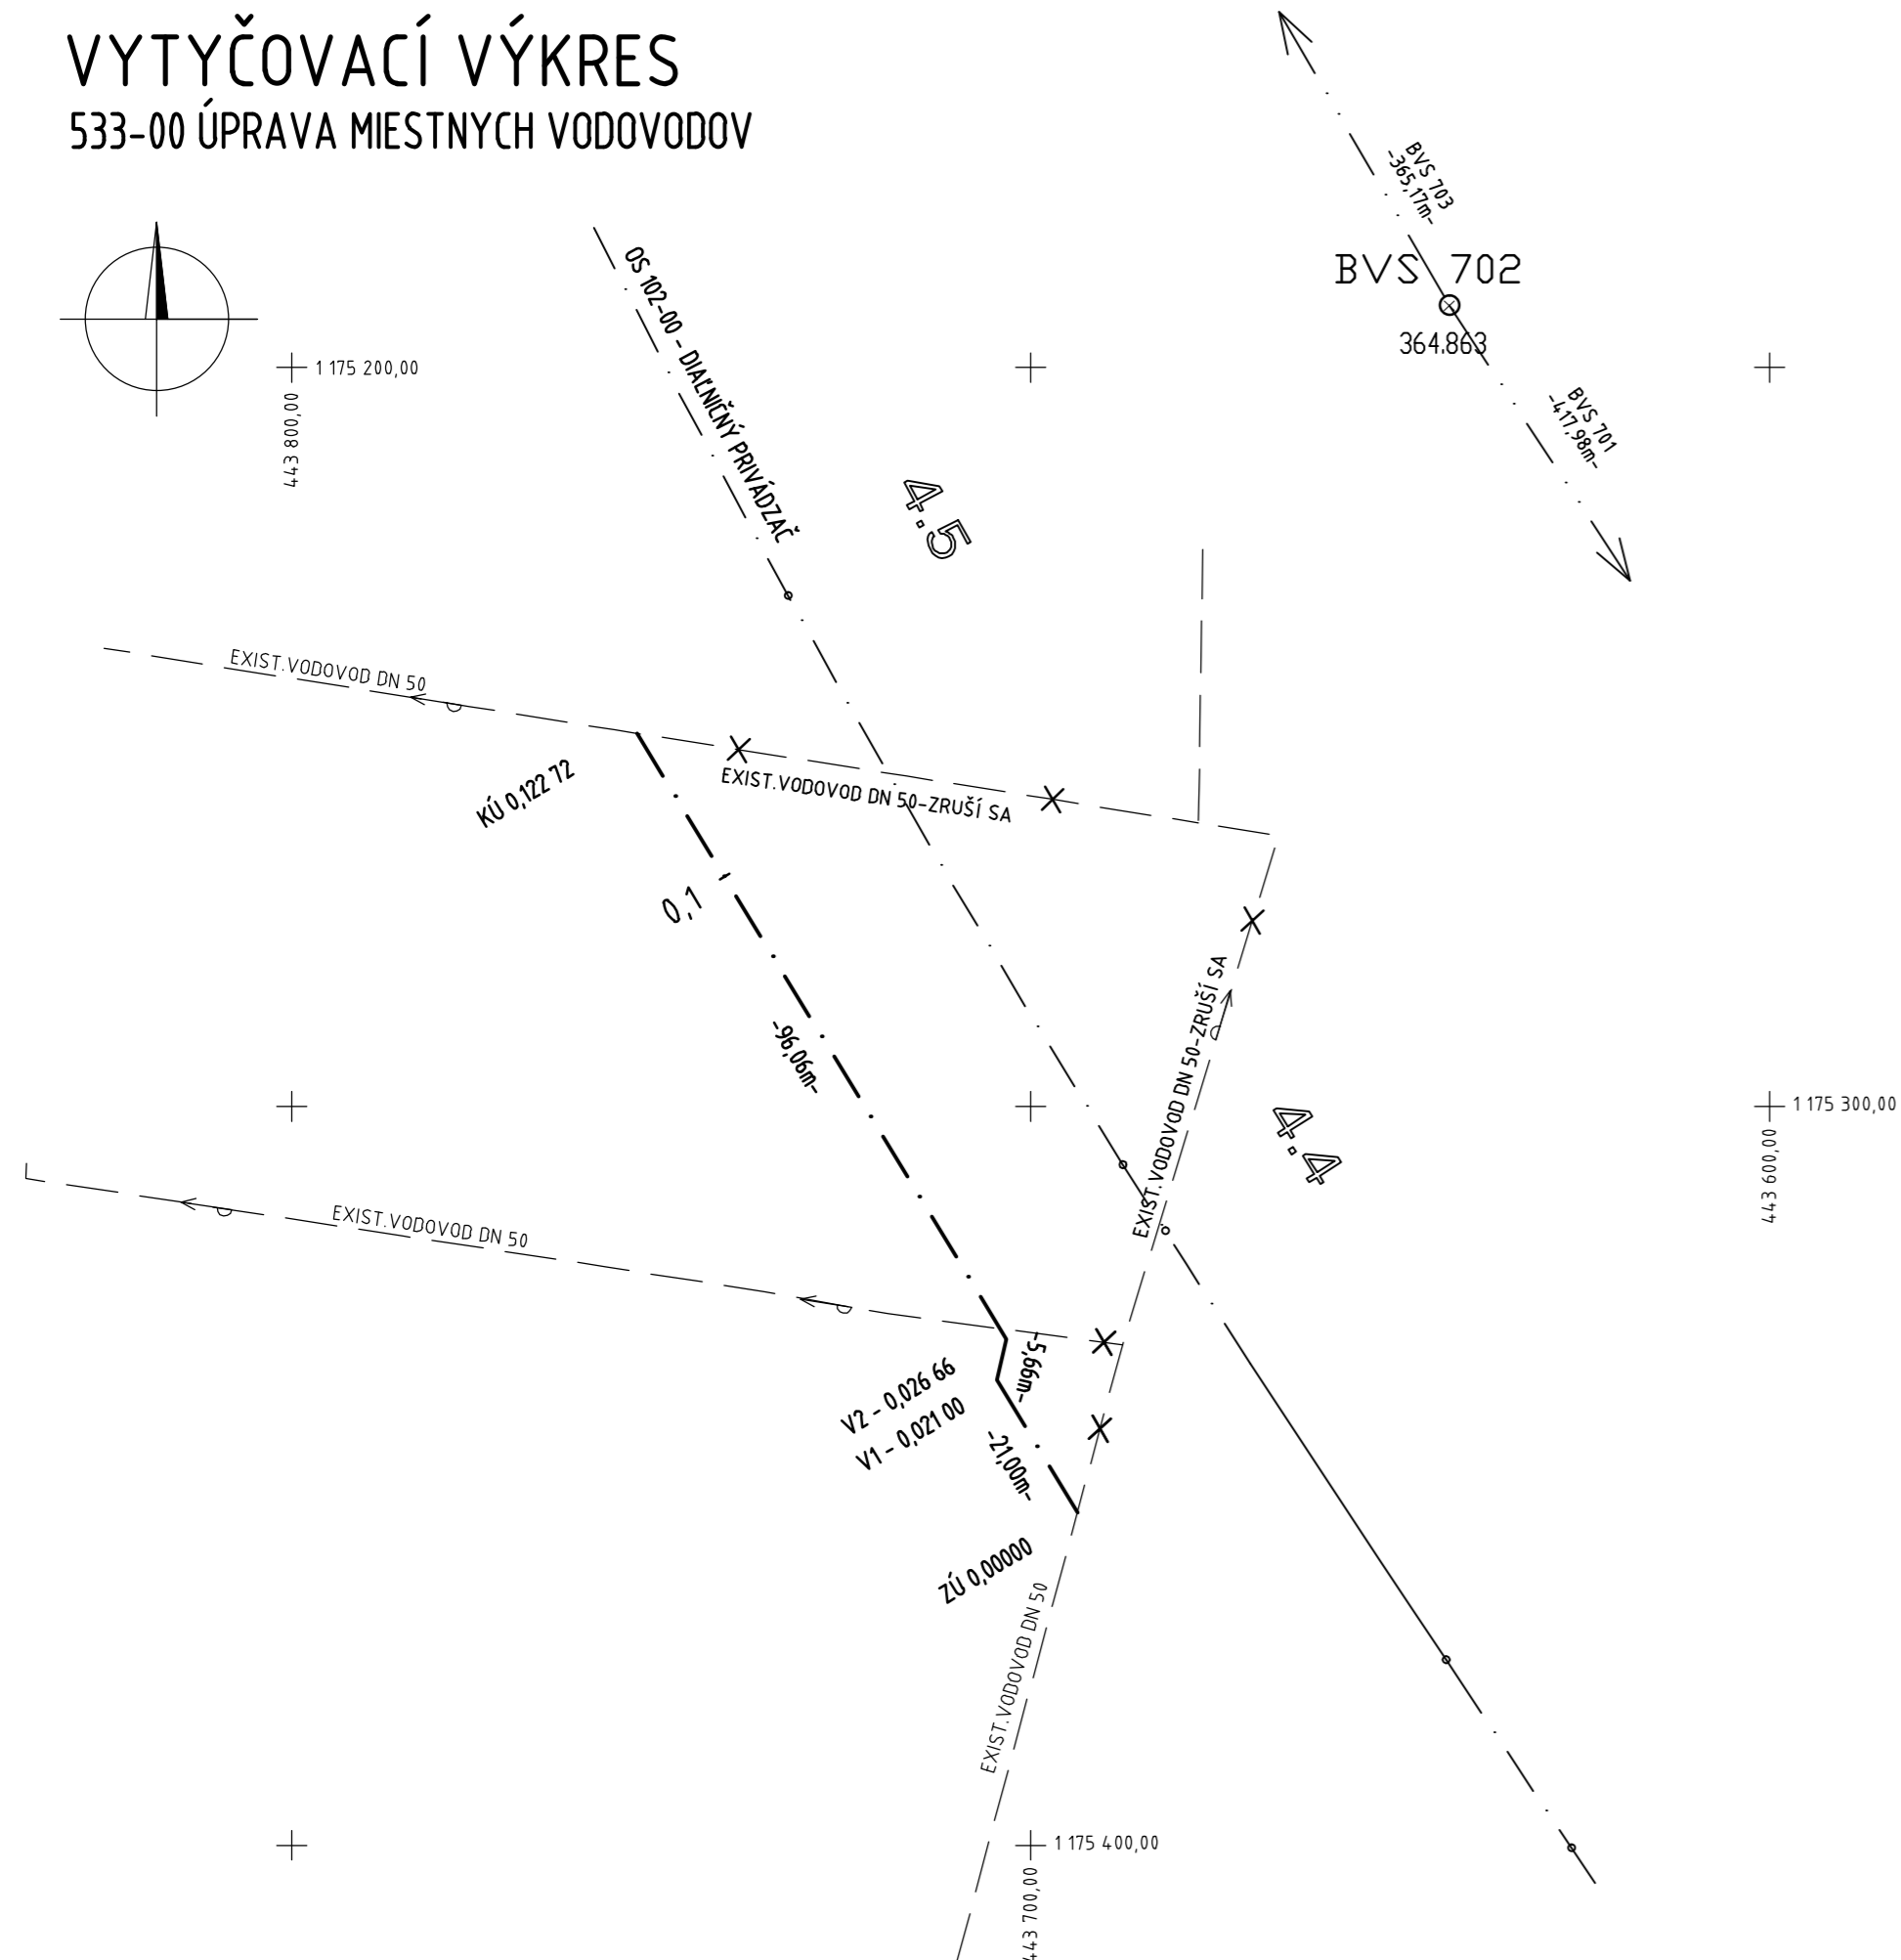 VYTYČOVACÍ VÝKRES
533-00 ÚPRAVA MIESTNYCH VODOVODOV
BVS 703
-365,17m-
BVS 702
364.863
BVS 701
-417,98m-
1 175 200,00
443 800,00
OS 102-00 - DIAĽNIČNÝ PRIVÁDZAČ
4.5
EXIST.VODOVOD DN 50
EXIST.VODOVOD DN 50-ZRUŠÍ SA
KÚ 0,122 72
0,1
-96,06m-
EXIST.VODOVOD DN 50-ZRUŠÍ SA
4.4
1 175 300,00
443 600,00
EXIST.VODOVOD DN 50
-5,66m-
V2 - 0,026 66
V1 - 0,021 00
-21,00m-
ZÚ 0,00000
EXIST.VODOVOD DN 50
1 175 400,00
443 700,00